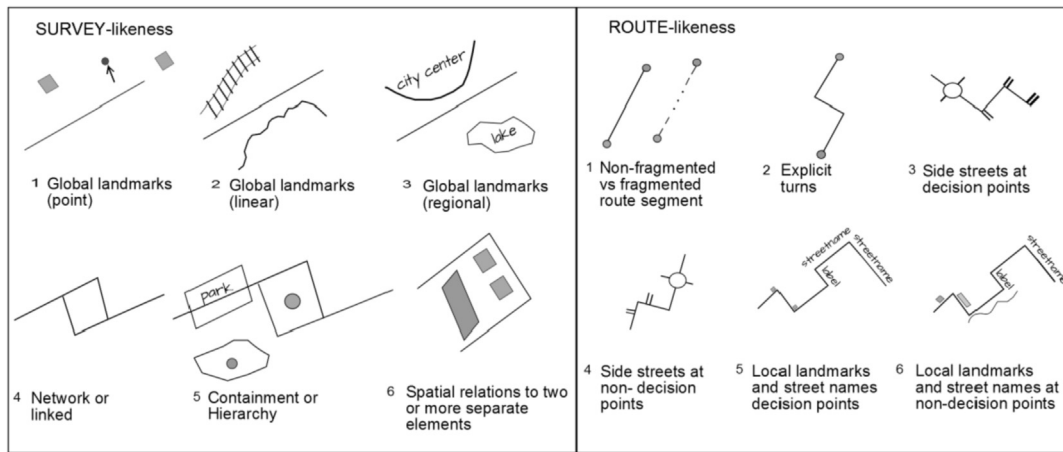 SURVEY-likeness
city center
lake
1 Global landmarks
(point)
2 Global landmarks
(linear)
3 Global landmarks
(regional)
park
4 Network or
linked
5 Containment or
Hierarchy
6 Spatial relations to two
or more separate
elements
ROUTE-likeness
1 Non-fragmented
vs fragmented
route segment
2 Explicit
turns
3 Side streets at
decision points
streetname
streetname
label
streetname
label
4 Side streets at
non- decision
points
5 Local landmarks
and street names
decision points
6 Local landmarks
and street names at
non-decision points